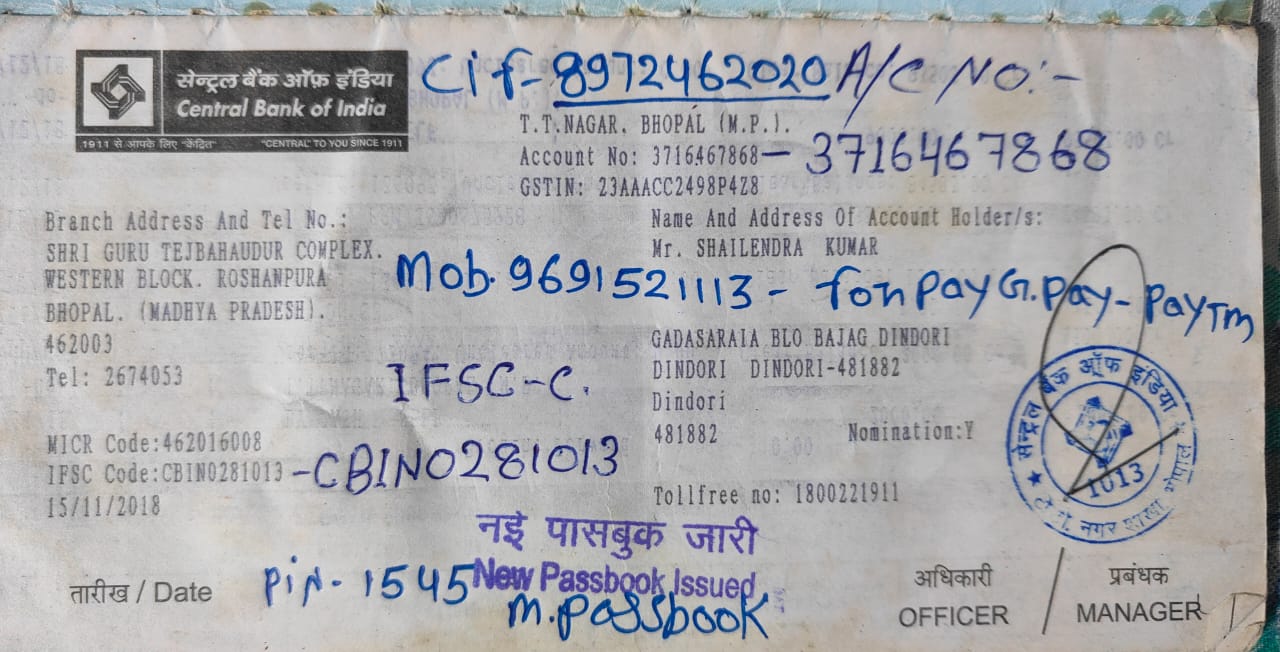 सेन्ट्रल बैंक ऑफ़ इंडिया
Central Bank of India
1911 से आपके लिए "केंद्रित" "CENTRAL" TO YOU SINCE 1911
Cif-8972462020 A/C NO:-
T.T.NAGAR. BHOPAL (M.P.).
Account No: 3716467868 - 3716467868
GSTIN: 23AAACC2498P4Z8
Branch Address And Tel No.:
SHRI GURU TEJBAHAUDUR COMPLEX.
WESTERN BLOCK. ROSHANPURA
BHOPAL. (MADHYA PRADESH).
462003
Tel: 2674053
Name And Address Of Account Holder/s:
Mr. SHAILENDRA KUMAR
Mob. 9691521113 - fonpay G.pay - paytm
GADASARAIA BLO BAJAG DINDORI
DINDORI DINDORI-481882
Dindori
481882 Nomination:Y
IFSC-C.
MICR Code:462016008
IFSC Code:CBIN0281013 - CBIN0281013
15/11/2018
Tollfree no: 1800221911
सेन्ट्रल बैंक ऑफ इंडिया
1013
टी. टी. नगर शाखा भोपाल
नई पासबुक जारी
New Passbook Issued
तारीख / Date
pin - 1545
m.passbook
अधिकारी / प्रबंधक
OFFICER / MANAGER